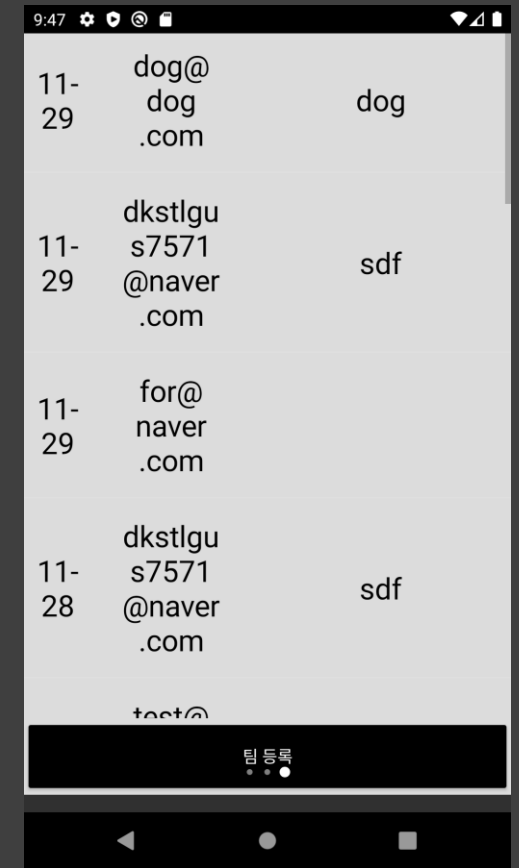 9:47
11-
29
dog@
dog
.com
dog
11-
29
dkstlgu
s7571
@naver
.com
sdf
11-
29
for@
naver
.com
11-
28
dkstlgu
s7571
@naver
.com
sdf
test@
팀 등록